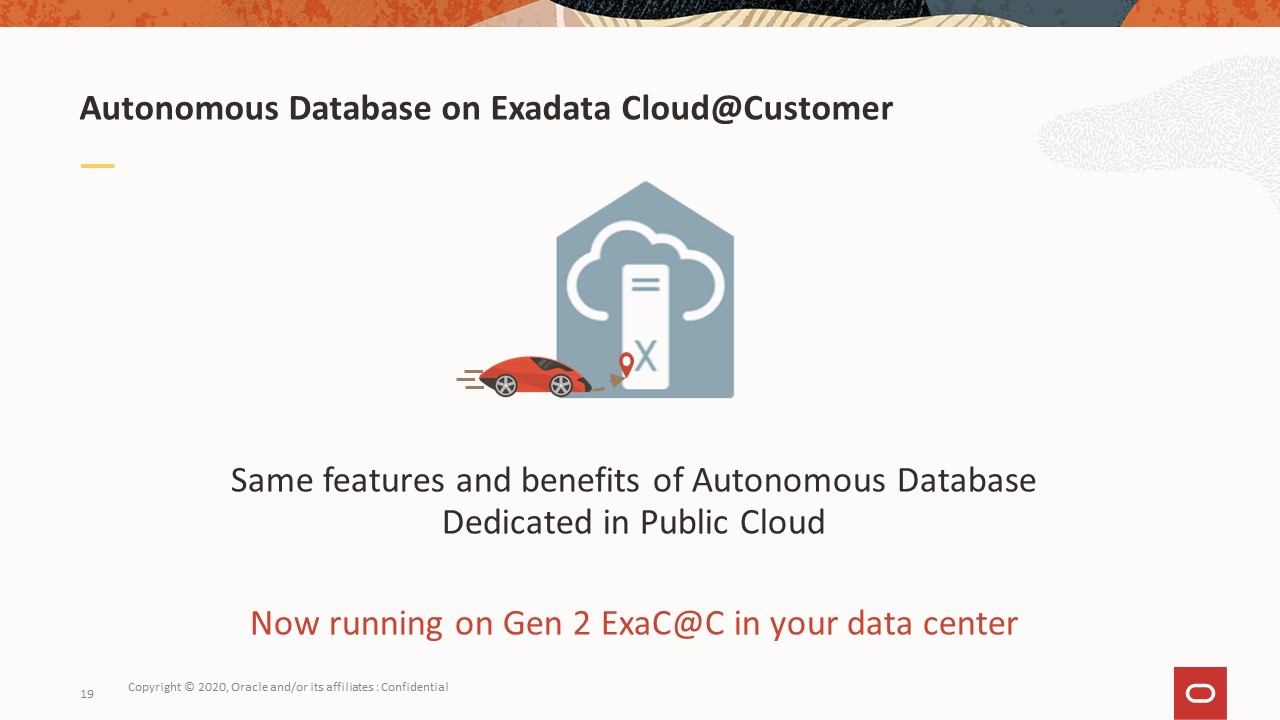 Autonomous Database on Exadata Cloud@Customer
X
Same features and benefits of Autonomous Database
Dedicated in Public Cloud
Now running on Gen 2 ExaC@C in your data center
19
Copyright © 2020, Oracle and/or its affiliates : Confidential